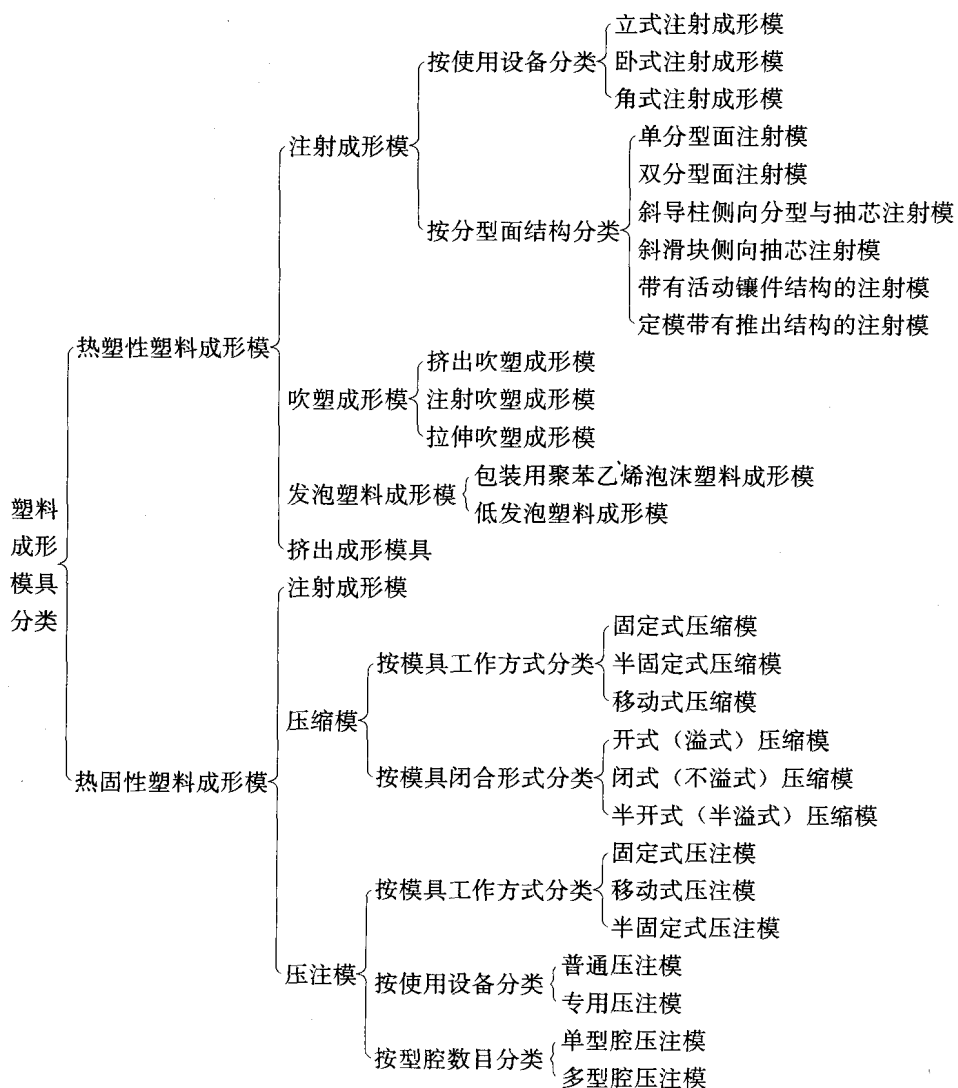 立式注射成形模
按使用设备分类
卧式注射成形模
角式注射成形模
注射成形模
单分型面注射模
双分型面注射模
斜导柱侧向分型与抽芯注射模
按分型面结构分类
斜滑块侧向抽芯注射模
带有活动镶件结构的注射模
定模带有推出结构的注射模
热塑性塑料成形模
挤出吹塑成形模
吹塑成形模
注射吹塑成形模
拉伸吹塑成形模
包装用聚苯乙烯泡沫塑料成形模
发泡塑料成形模
低发泡塑料成形模
挤出成形模具
塑料
成形
模具
分类
注射成形模
固定式压缩模
按模具工作方式分类
半固定式压缩模
移动式压缩模
压缩模
开式（溢式）压缩模
按模具闭合形式分类
闭式（不溢式）压缩模
半开式（半溢式）压缩模
热固性塑料成形模
固定式压注模
按模具工作方式分类
移动式压注模
半固定式压注模
压注模
普通压注模
按使用设备分类
专用压注模
单型腔压注模
按型腔数目分类
多型腔压注模